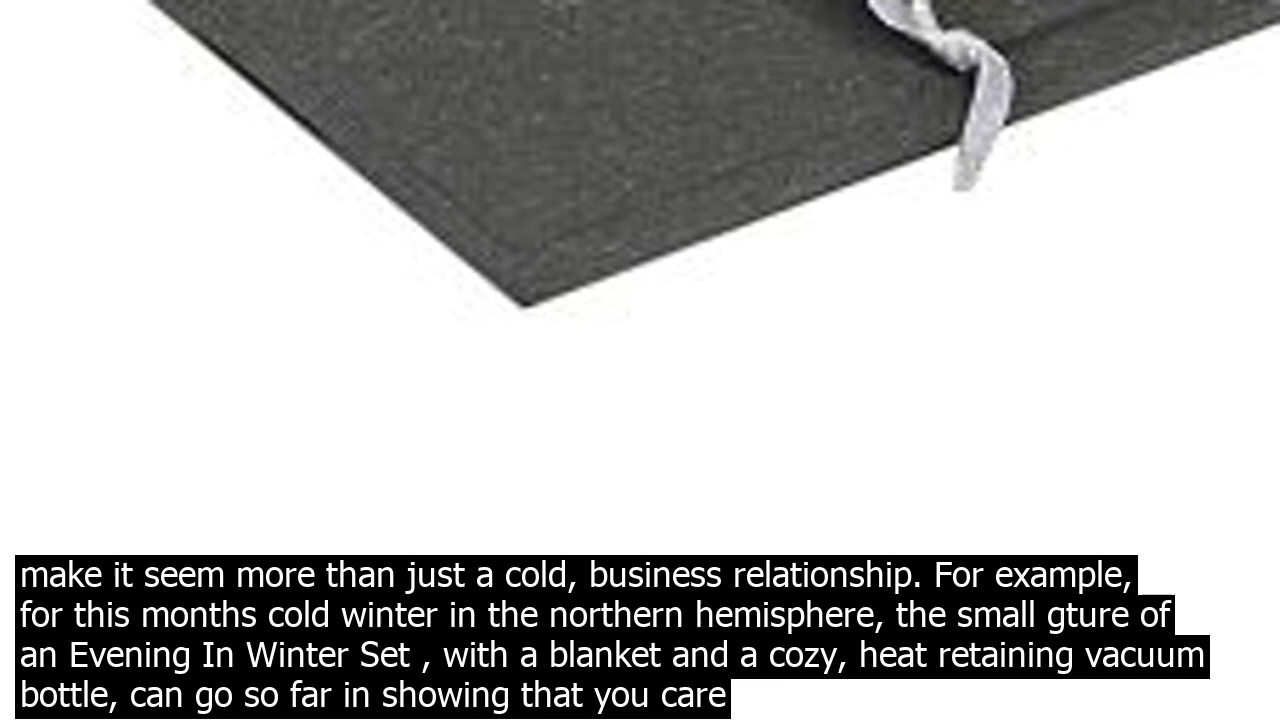 make it seem more than just a cold, business relationship. For example,
for this months cold winter in the northern hemisphere, the small gture of
an Evening In Winter Set , with a blanket and a cozy, heat retaining vacuum
bottle, can go so far in showing that you care